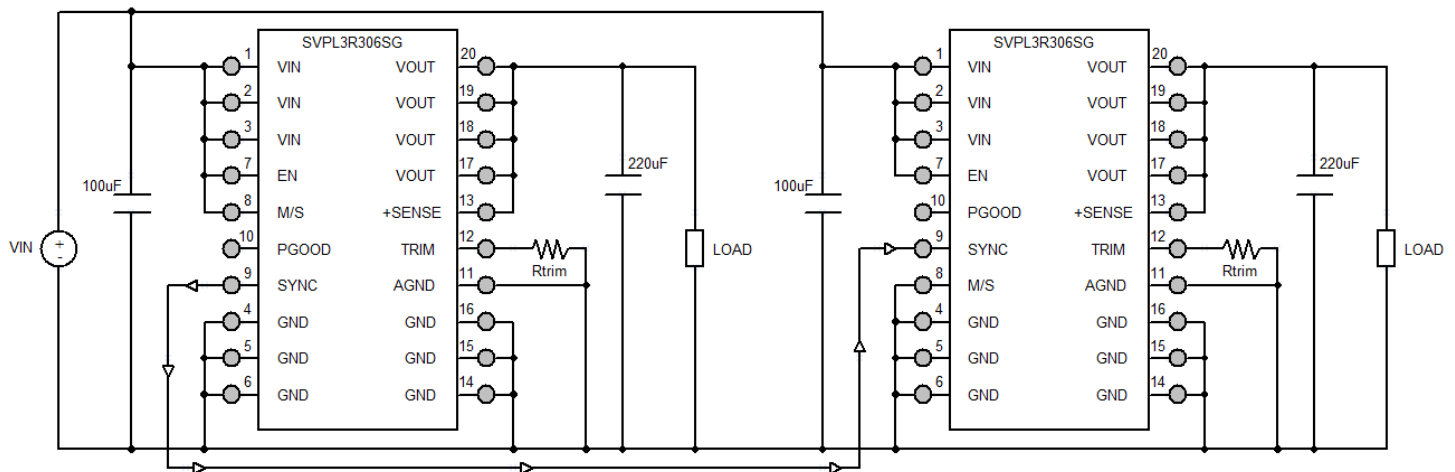 SVPL3R306SG
1 VIN VOUT 20
2 VIN VOUT 19
3 VIN VOUT 18
7 EN VOUT 17
8 M/S +SENSE 13
10 PGOOD TRIM 12
9 SYNC AGND 11
4 GND GND 16
5 GND GND 15
6 GND GND 14
VIN
+
-
100uF
220uF
Rtrim
LOAD
SVPL3R306SG
1 VIN VOUT 20
2 VIN VOUT 19
3 VIN VOUT 18
7 EN VOUT 17
10 PGOOD +SENSE 13
9 SYNC TRIM 12
8 M/S AGND 11
4 GND GND 16
5 GND GND 15
6 GND GND 14
100uF
220uF
Rtrim
LOAD